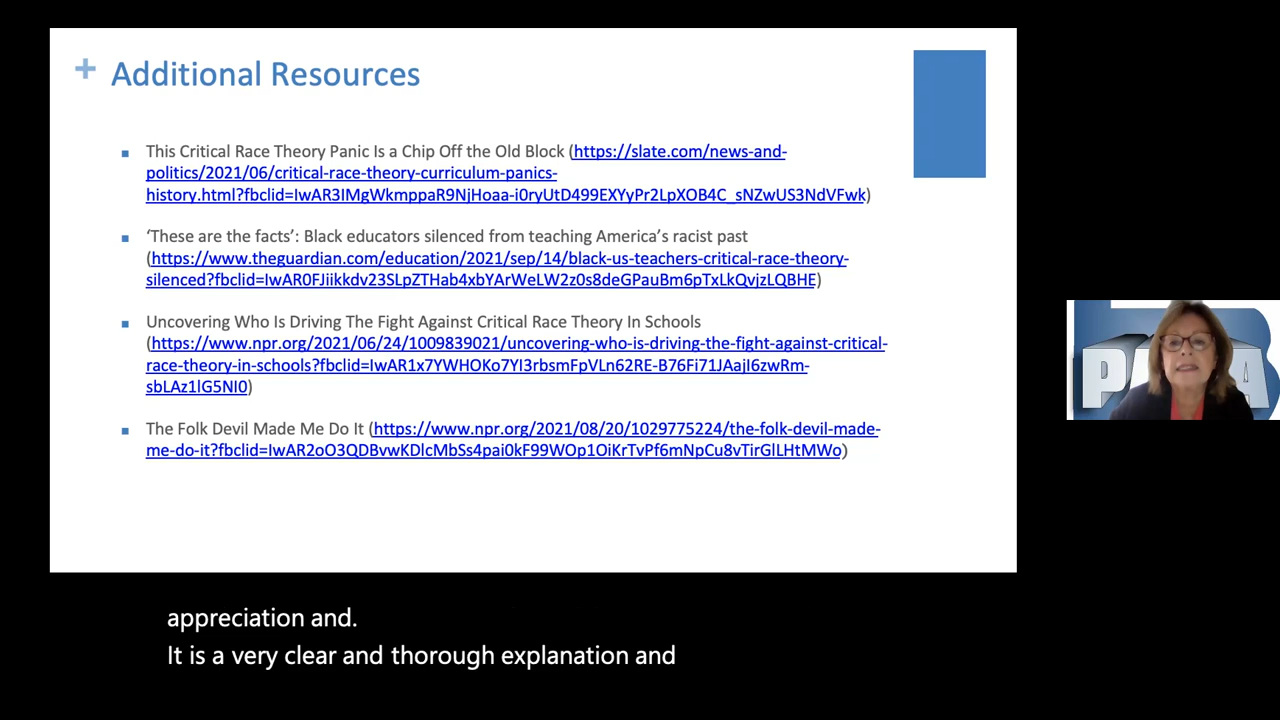 + Additional Resources
■ This Critical Race Theory Panic Is a Chip Off the Old Block (https://slate.com/news-and-
politics/2021/06/critical-race-theory-curriculum-panics-
history.html?fbclid=IwAR3IMgWkmppaR9NjHoaa-i0ryUtD499EXYyPr2LpXOB4C_sNZwUS3NdVFwk)
■ ‘These are the facts’: Black educators silenced from teaching America’s racist past
(https://www.theguardian.com/education/2021/sep/14/black-us-teachers-critical-race-theory-
silenced?fbclid=IwAR0FJiikkdv23SLpZTHab4xbYArWeLW2z0s8deGPauBm6pTxLkQvjzLQBHE)
■ Uncovering Who Is Driving The Fight Against Critical Race Theory In Schools
(https://www.npr.org/2021/06/24/1009839021/uncovering-who-is-driving-the-fight-against-critical-
race-theory-in-schools?fbclid=IwAR1x7YWHOKo7YI3rbsmFpVLn62RE-B76Fi71JAajI6zwRm-
sbLAz1lG5NI0)
■ The Folk Devil Made Me Do It (https://www.npr.org/2021/08/20/1029775224/the-folk-devil-made-
me-do-it?fbclid=IwAR2oO3QDBvwKDlcMbSs4pai0kF99WOp1OiKrTvPf6mNpCu8vTirGlLHtMWo)
appreciation and.
It is a very clear and thorough explanation and